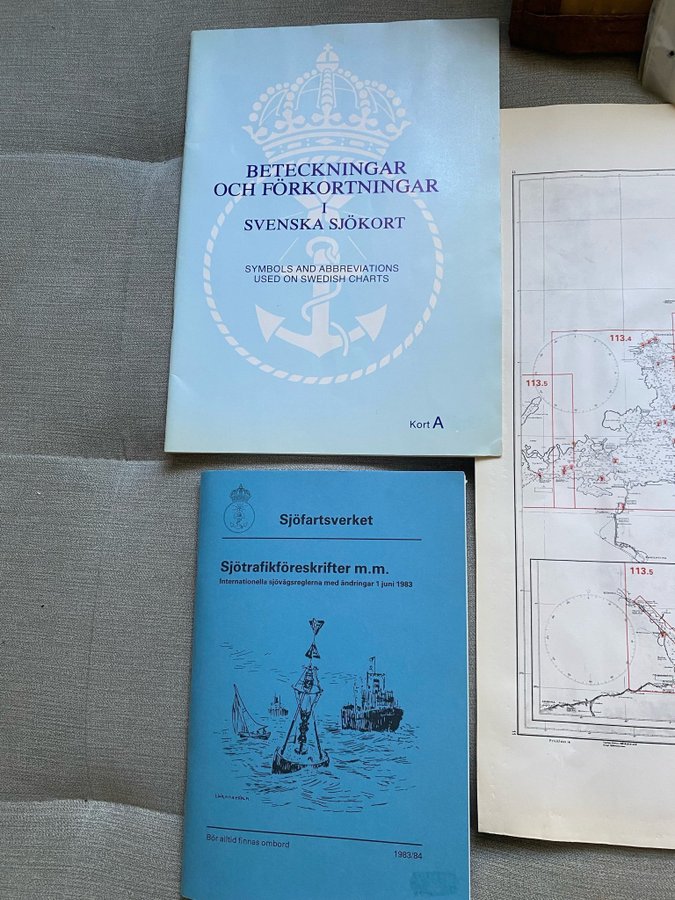 BETECKNINGAR
OCH FÖRKORTNINGAR
I
SVENSKA SJÖKORT
SYMBOLS AND ABBREVIATIONS
USED ON SWEDISH CHARTS
Kort A
113.4
113.5
113.5
Sjöfartsverket
Sjötrafikföreskrifter m.m.
Internationella sjövägsreglerna med ändringar 1 juni 1983
Bör alltid finnas ombord
1983/84